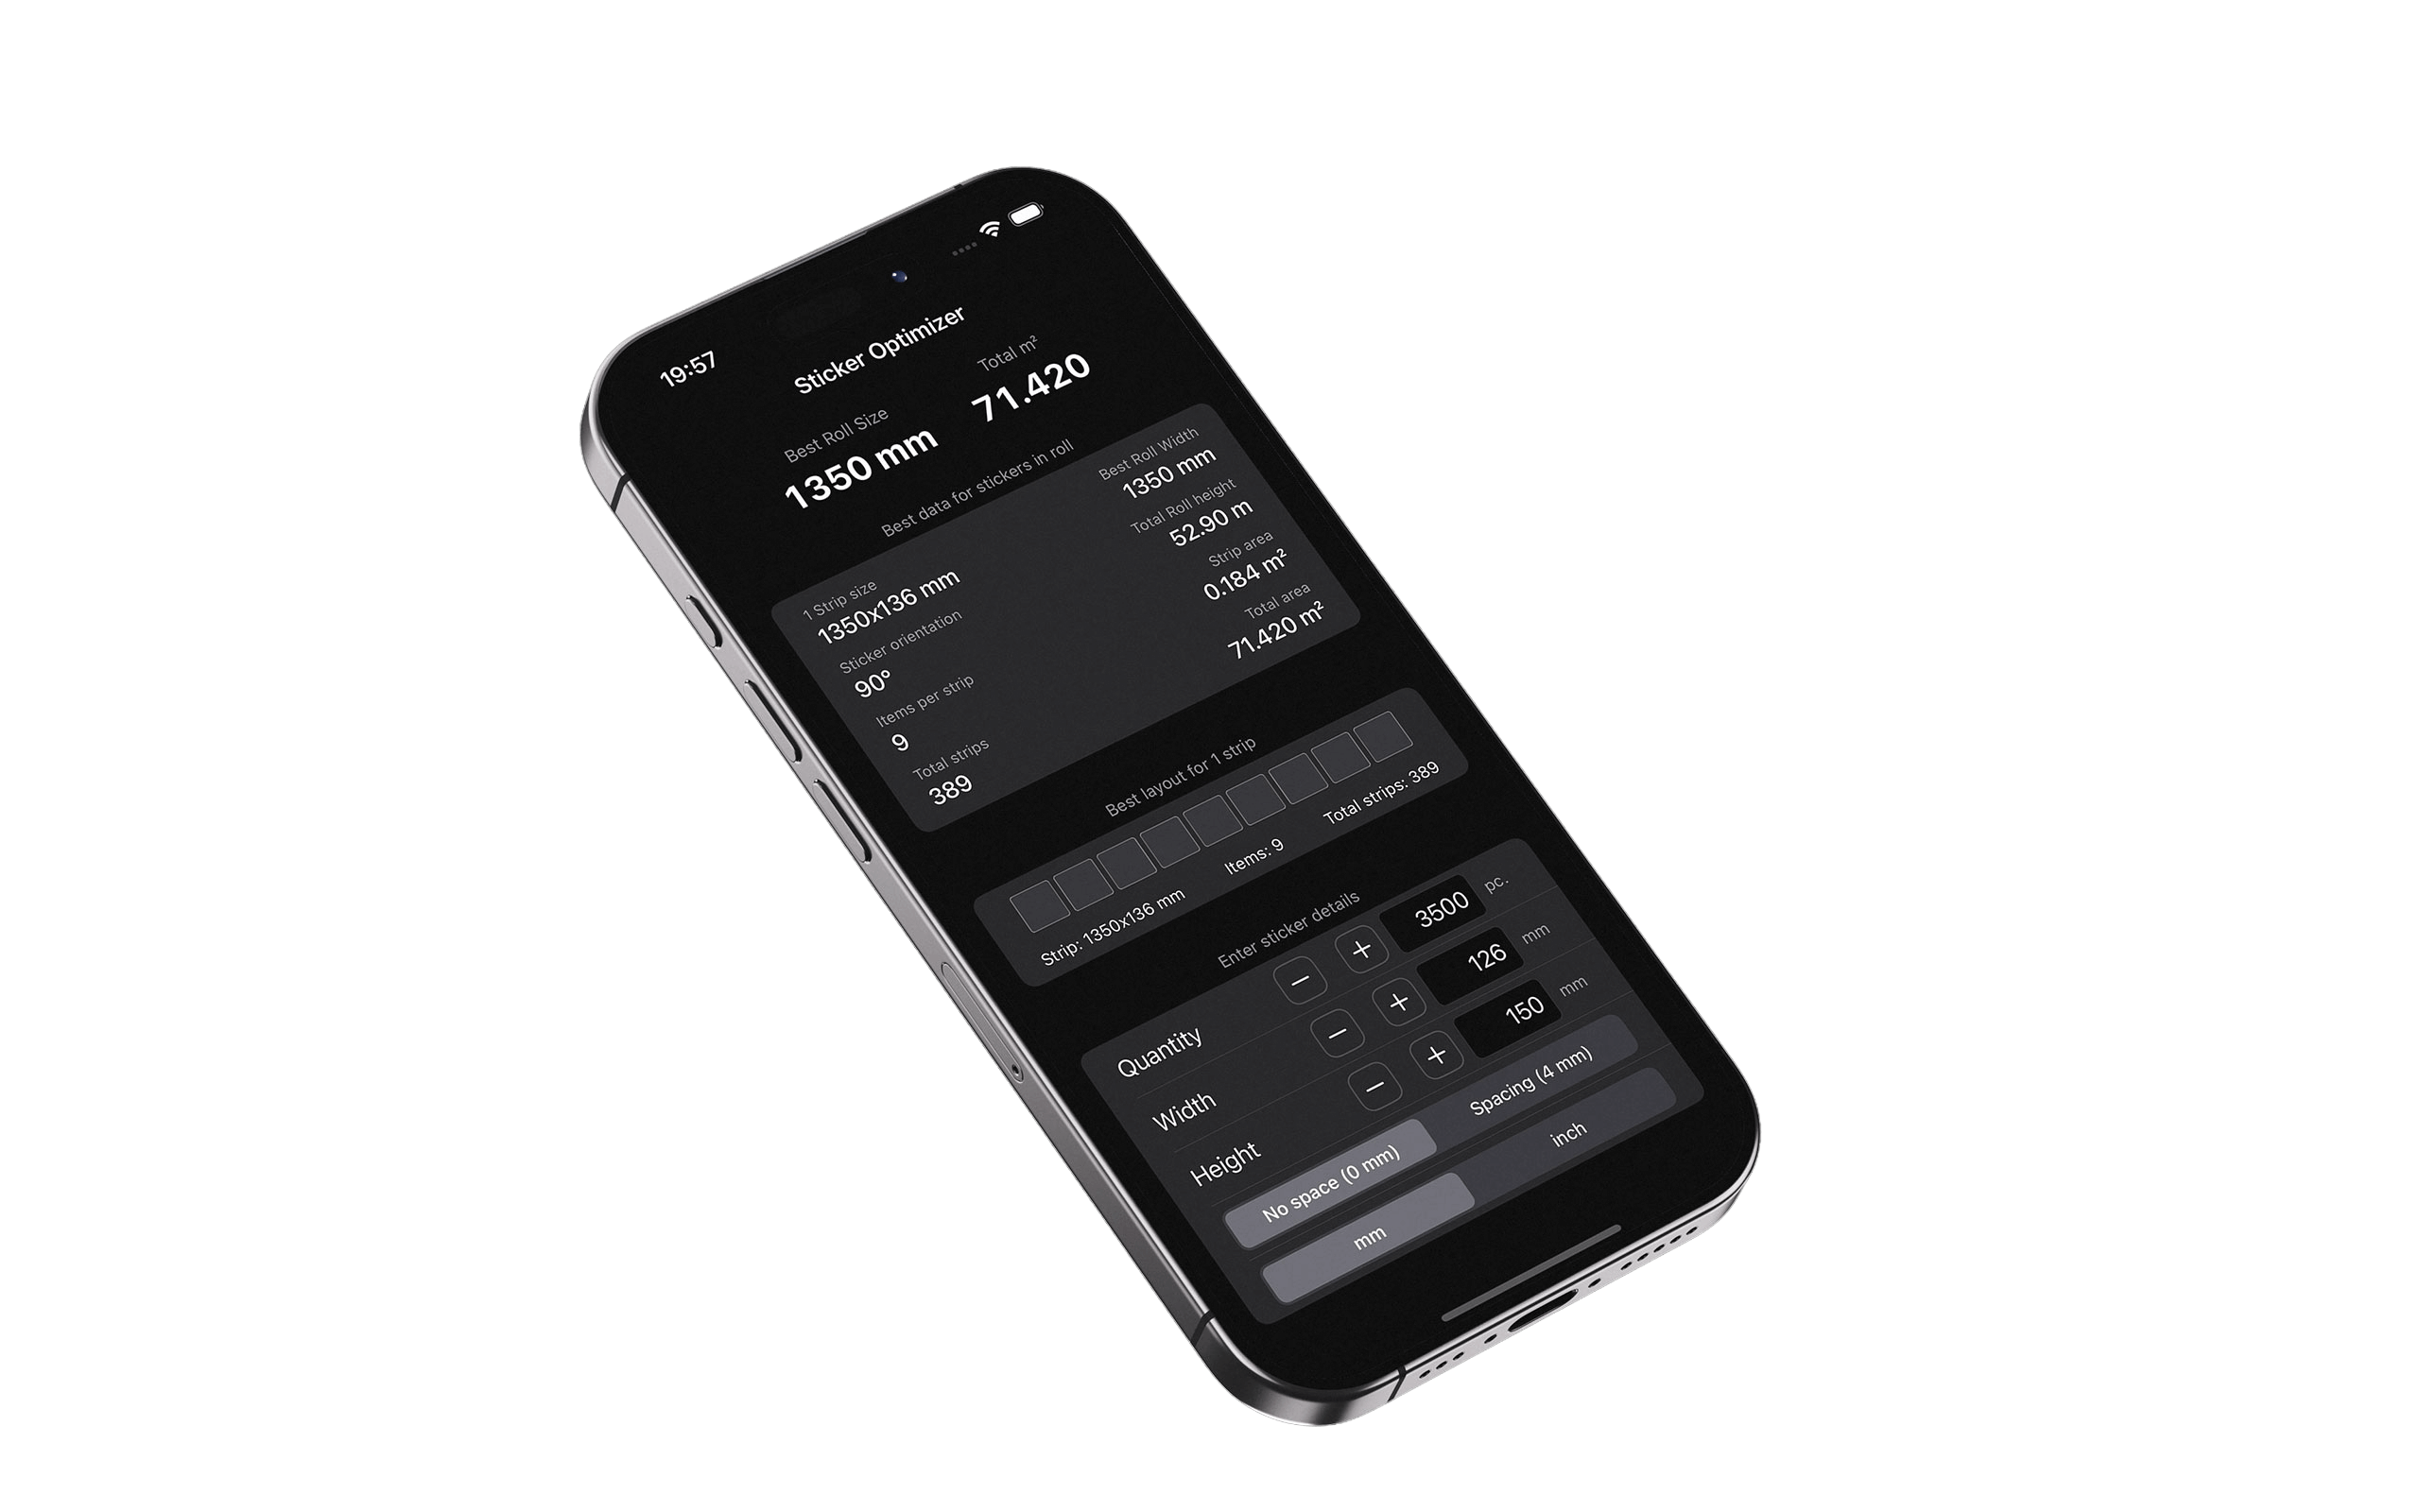 19:57
Sticker Optimizer
Best Roll Size
1350 mm
Total m²
71.420
Best data for stickers in roll
1 Strip size
1350x136 mm
Sticker orientation
90º
Items per strip
9
Total strips
389
Best Roll Width
1350 mm
Total Roll height
52.90 m
Strip area
0.184 m²
Total area
71.420 m²
Best layout for 1 strip
Strip: 1350x136 mm
Items: 9
Total strips: 389
Enter sticker details
Quantity − + 3500 pc.
Width − + 126 mm
Height − + 150 mm
No space (0 mm) Spacing (4 mm)
mm inch